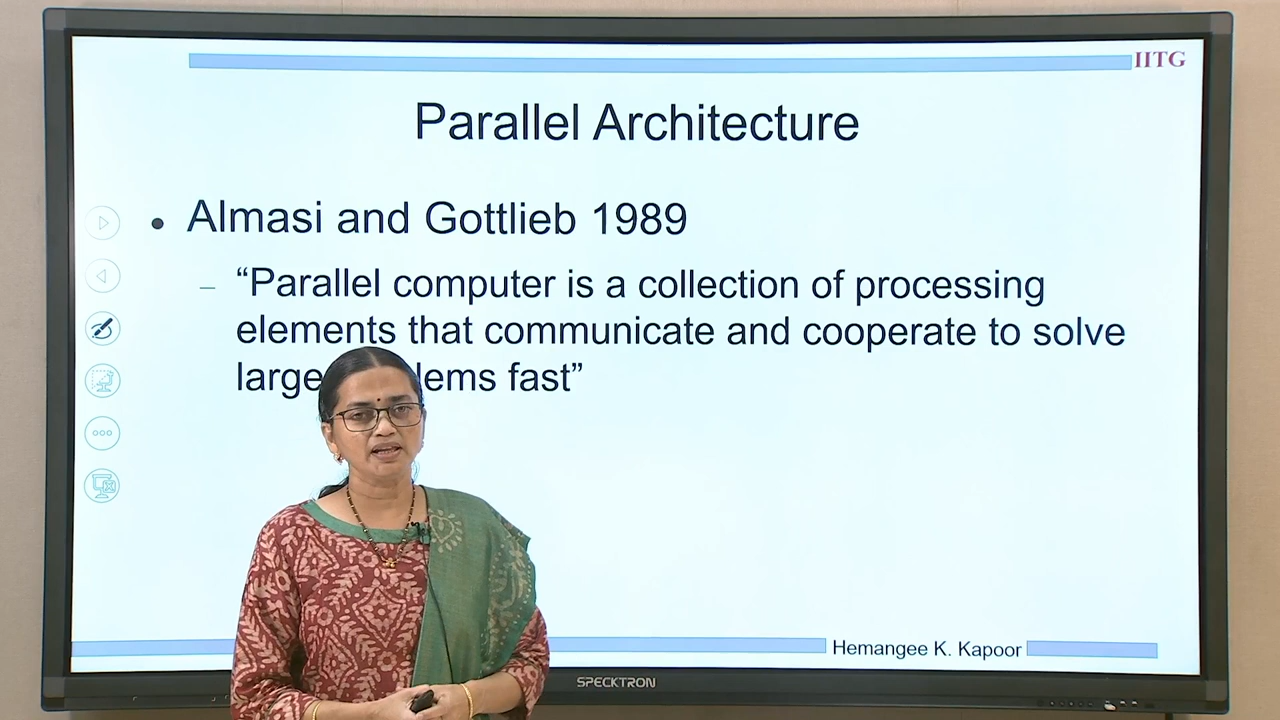 IITG
Parallel Architecture
• Almasi and Gottlieb 1989
– “Parallel computer is a collection of processing
elements that communicate and cooperate to solve
large fast”
Hemangee K. Kapoor
SPECKTRON